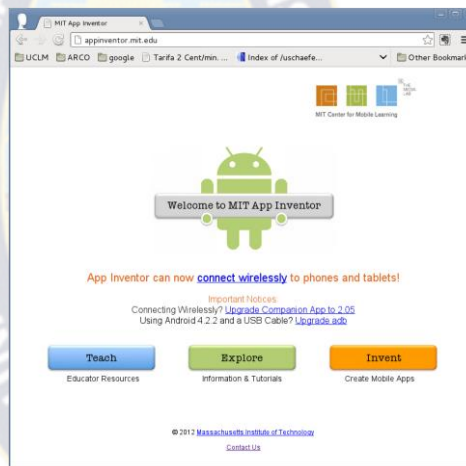 MIT App Inventor
appinventor.mit.edu
UCLM ARCO google Tarifa 2 Cent/min. ... Index of /uschaefe... Other Bookmark
THE
MIT Center for Mobile Learning
Welcome to MIT App Inventor
App Inventor can now connect wirelessly to phones and tablets!
Important Notices:
Connecting Wirelessly? Upgrade Companion App to 2.05
Using Android 4.2.2 and a USB Cable? Upgrade adb
Teach Explore Invent
Educator Resources Information & Tutorials Create Mobile Apps
© 2012 Massachusetts Institute of Technology
Contact Us